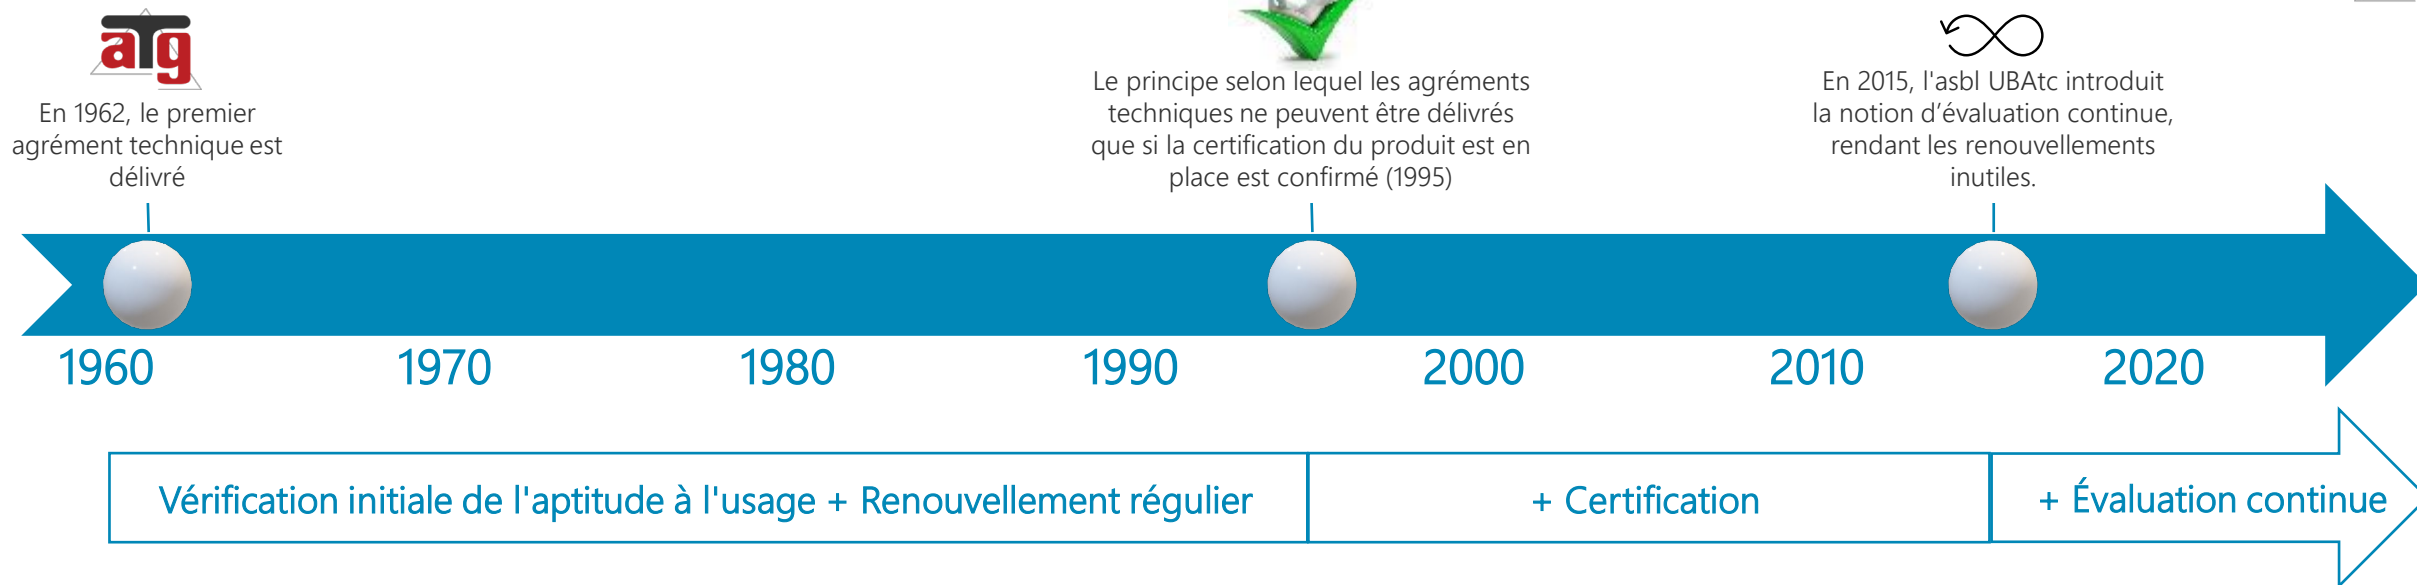 aTg
En 1962, le premier
agrément technique est
délivré
Le principe selon lequel les agréments
techniques ne peuvent être délivrés
que si la certification du produit est en
place est confirmé (1995)
En 2015, l'asbl UBAtc introduit
la notion d’évaluation continue,
rendant les renouvellements
inutiles.
1960 1970 1980 1990 2000 2010 2020
Vérification initiale de l'aptitude à l'usage + Renouvellement régulier
+ Certification
+ Évaluation continue